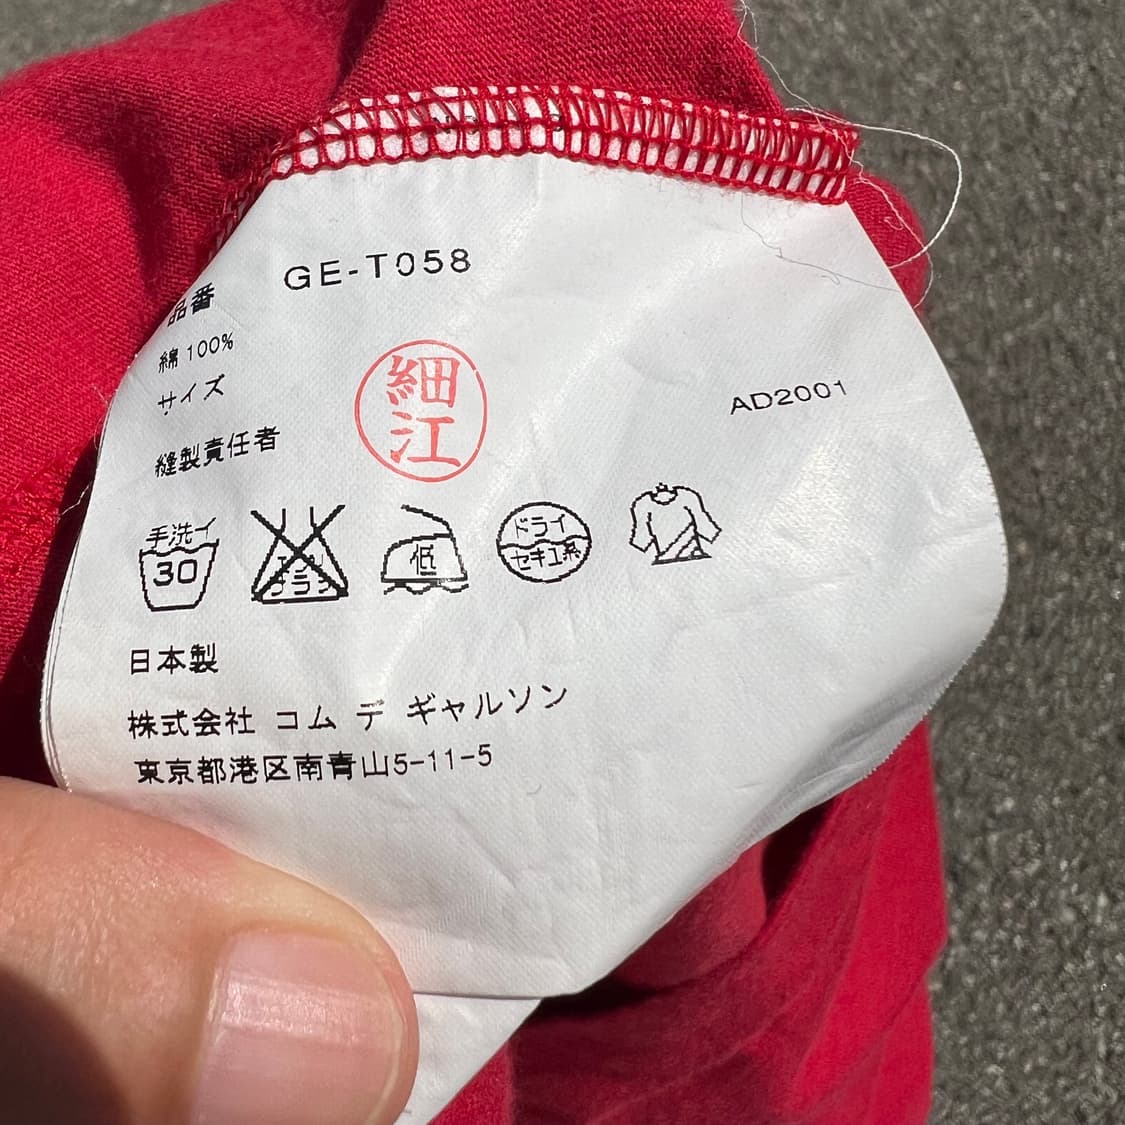 GE-T058
品番
綿 100%
サイズ
細江
AD2001
縫製責任者
手洗イ
30
低
ドライ
セキユ系
日本製
株式会社 コム デ ギャルソン
東京都港区南青山5-11-5